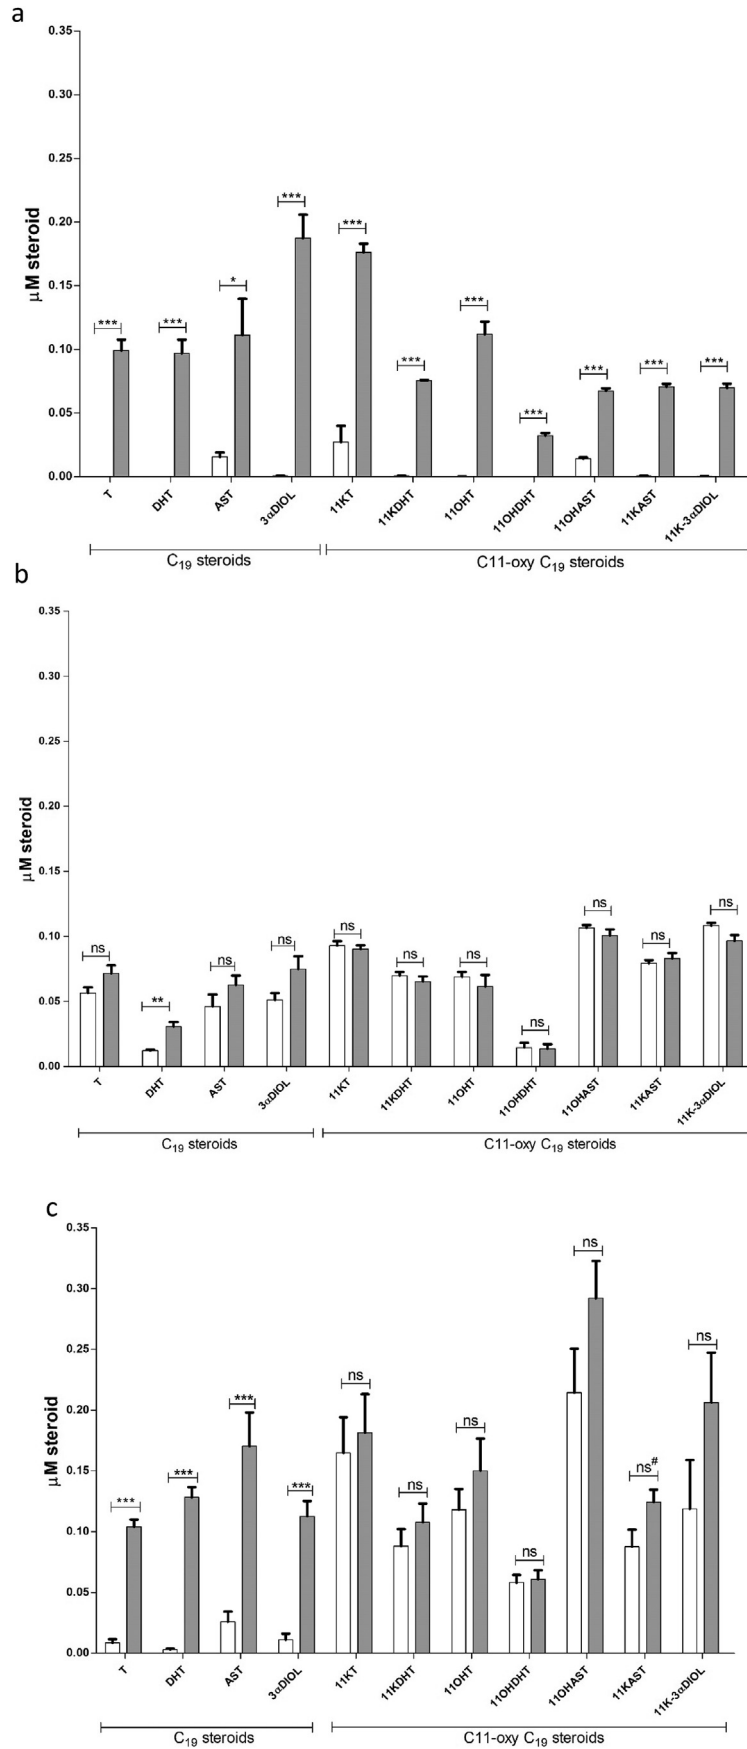 a
0.35
0.30
0.25
0.20
0.15
0.10
0.05
0.00
μM steroid
*** *** * *** *** *** *** *** *** *** ***
T DHT AST 3αDIOL 11KT 11KDHT 11OHT 11OHDHT 11OHAST 11KAST 11K-3αDIOL
C19 steroids C11-oxy C19 steroids
b
0.35
0.30
0.25
0.20
0.15
0.10
0.05
0.00
μM steroid
ns ** ns ns ns ns ns ns ns ns ns
T DHT AST 3αDIOL 11KT 11KDHT 11OHT 11OHDHT 11OHAST 11KAST 11K-3αDIOL
C19 steroids C11-oxy C19 steroids
c
0.35
0.30
0.25
0.20
0.15
0.10
0.05
0.00
μM steroid
*** *** *** *** ns ns ns ns ns ns# ns
T DHT AST 3αDIOL 11KT 11KDHT 11OHT 11OHDHT 11OHAST 11KAST 11K-3αDIOL
C19 steroids C11-oxy C19 steroids